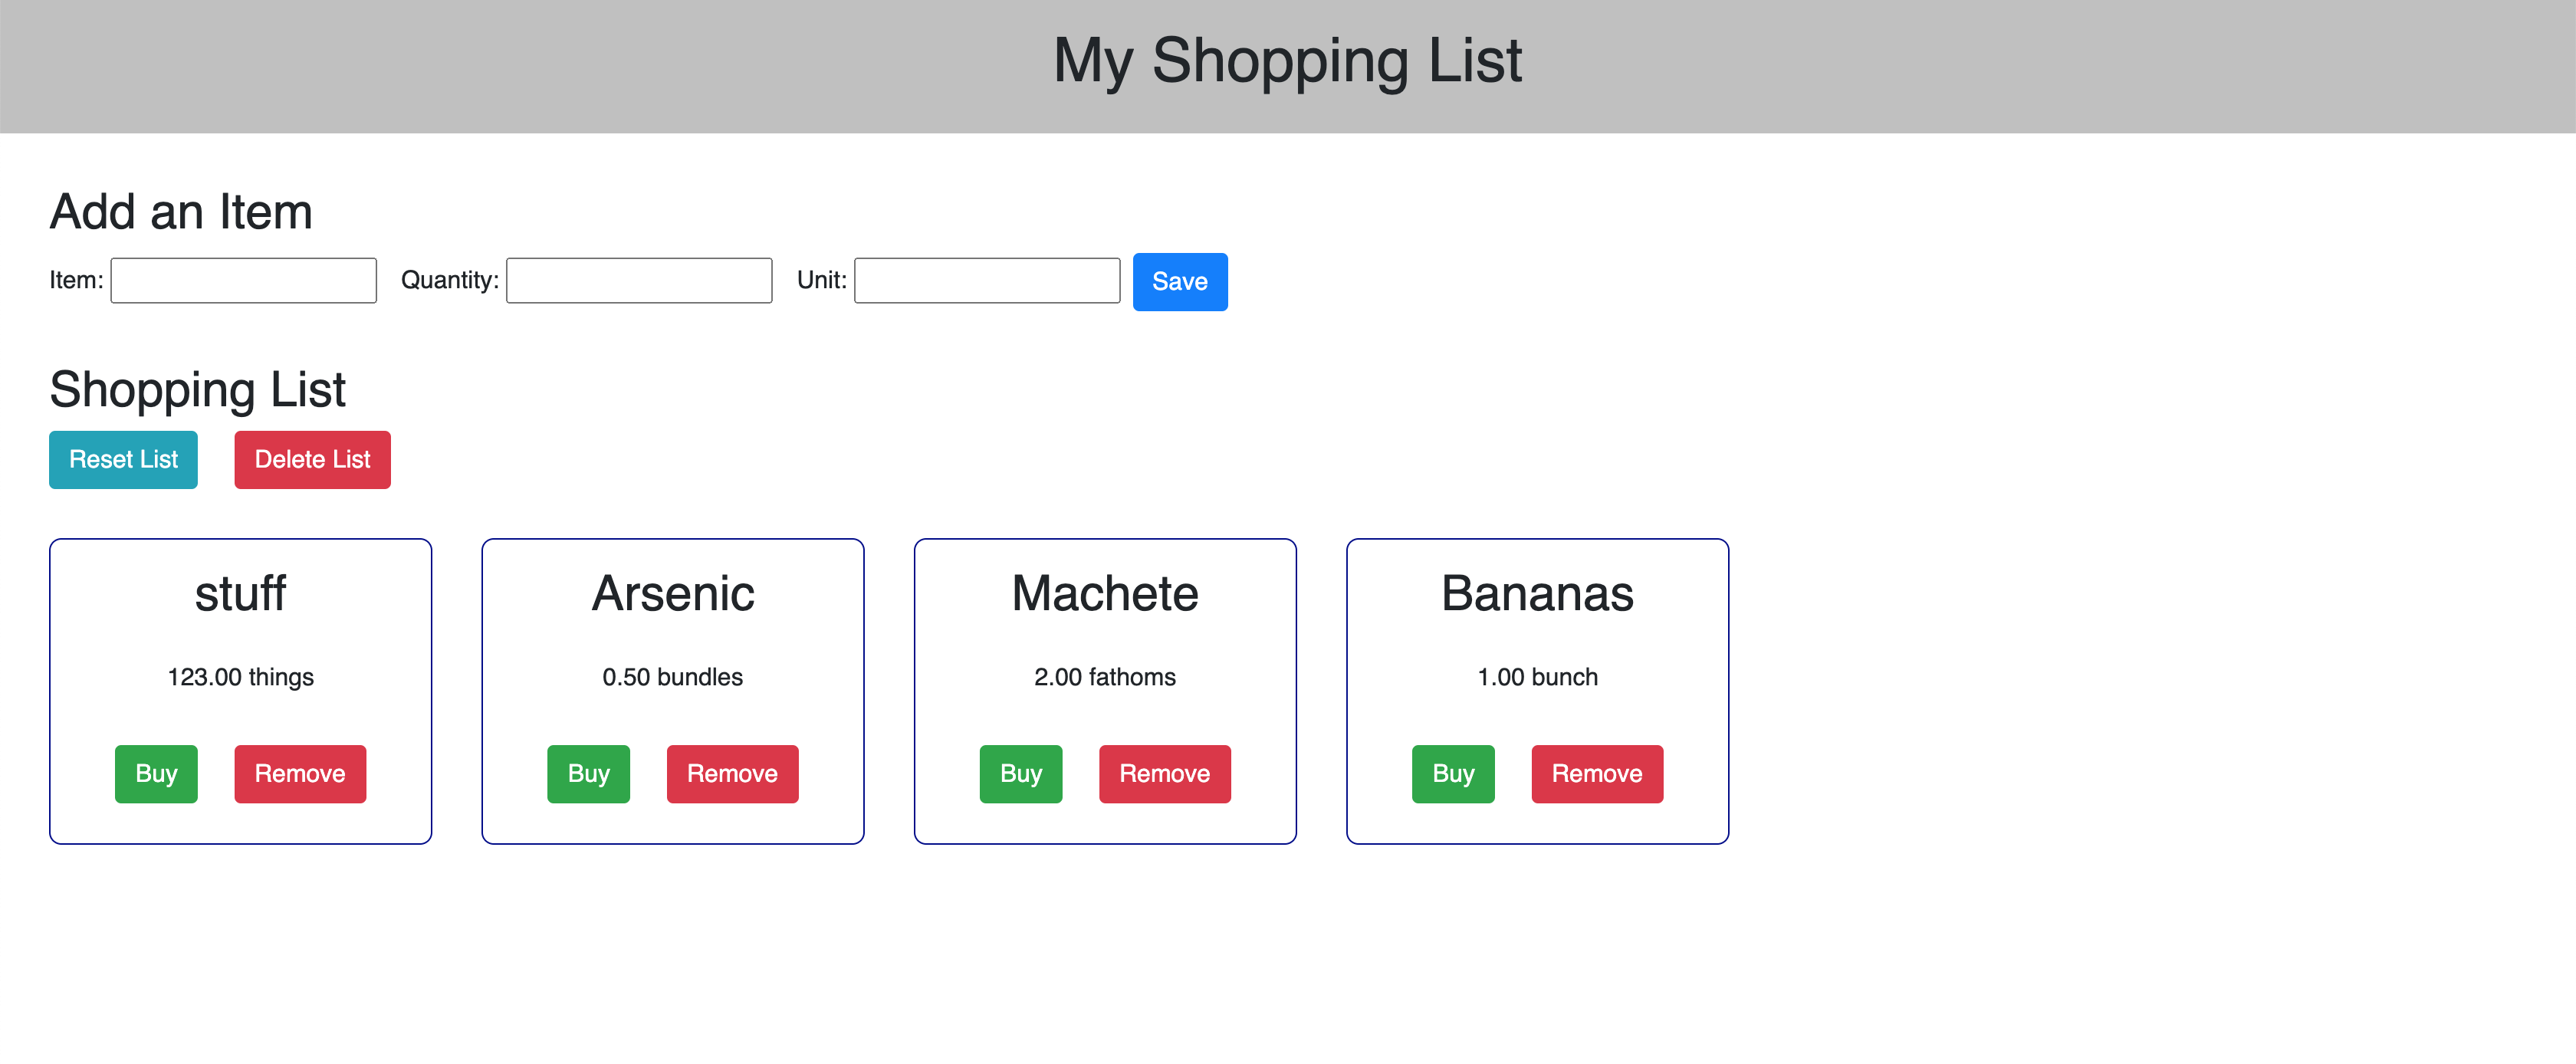 My Shopping List
Add an Item
Item: Quantity: Unit: Save
Shopping List
Reset List Delete List
stuff Arsenic Machete Bananas
123.00 things 0.50 bundles 2.00 fathoms 1.00 bunch
Buy Remove Buy Remove Buy Remove Buy Remove